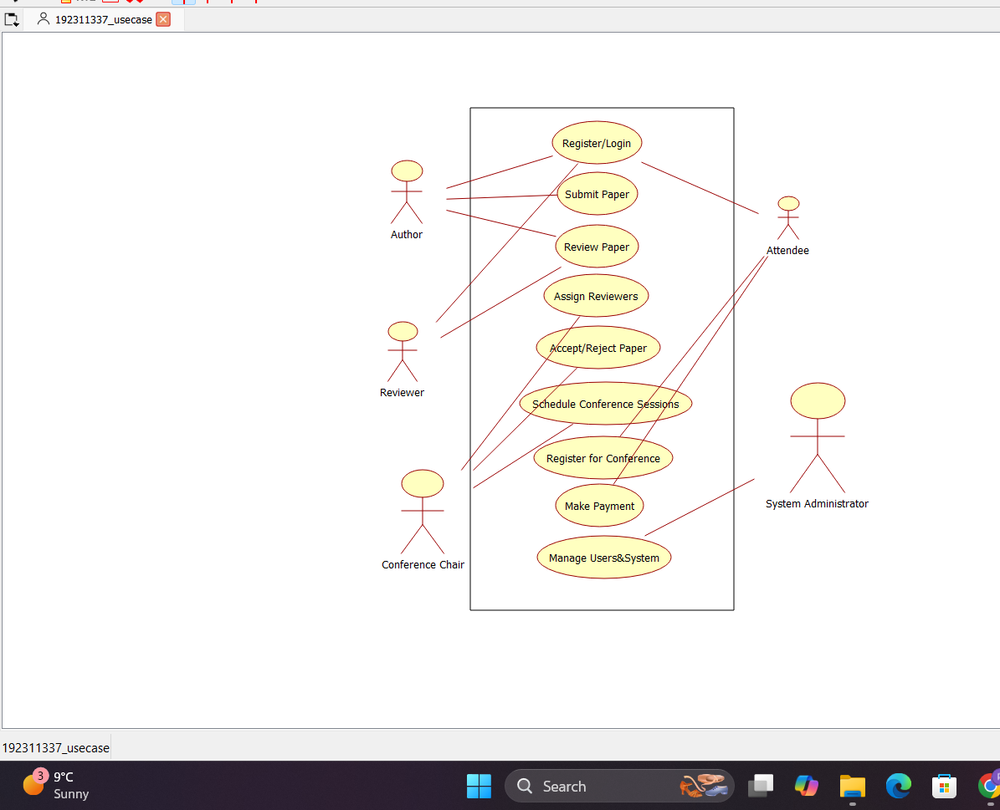 192311337_usecase
Register/Login
Submit Paper
Author
Review Paper
Attendee
Assign Reviewers
Accept/Reject Paper
Reviewer
Schedule Conference Sessions
Register for Conference
System Administrator
Make Payment
Manage Users&System
Conference Chair
192311337_usecase
3
9°C
Sunny
Search